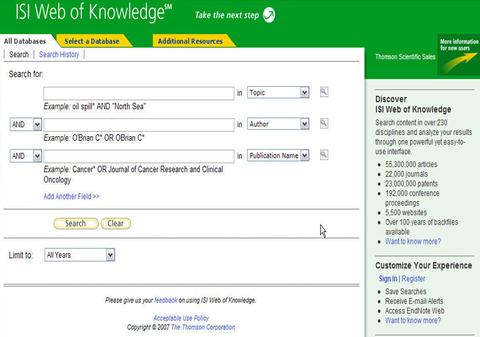 ISI Web of Knowledge℠ Take the next step
All Databases Select a Database Additional Resources
More information for new users
Search Search History
Thomson Scientific Sales
Search for:
in Topic
Example: oil spill* AND "North Sea"
AND in Author
Example: O'Brian C* OR OBrian C*
AND in Publication Name
Example: Cancer* OR Journal of Cancer Research and Clinical
Oncology
Add Another Field >>
Search Clear
Limit to: All Years
Please give us your feedback on using ISI Web of Knowledge.
Acceptable Use Policy
Copyright © 2007 The Thomson Corporation
Discover
ISI Web of Knowledge
Search content in over 230
disciplines and analyze your results
through one powerful yet easy-to-
use interface.
• 55,300,000 articles
• 22,000 journals
• 23,000,000 patents
• 192,000 conference
proceedings
• 5,500 websites
• Over 100 years of backfiles
available
• Want to know more?
Customize Your Experience
Sign In | Register
• Save Searches
• Receive E-mail Alerts
• Access EndNote Web
• Want to know more?